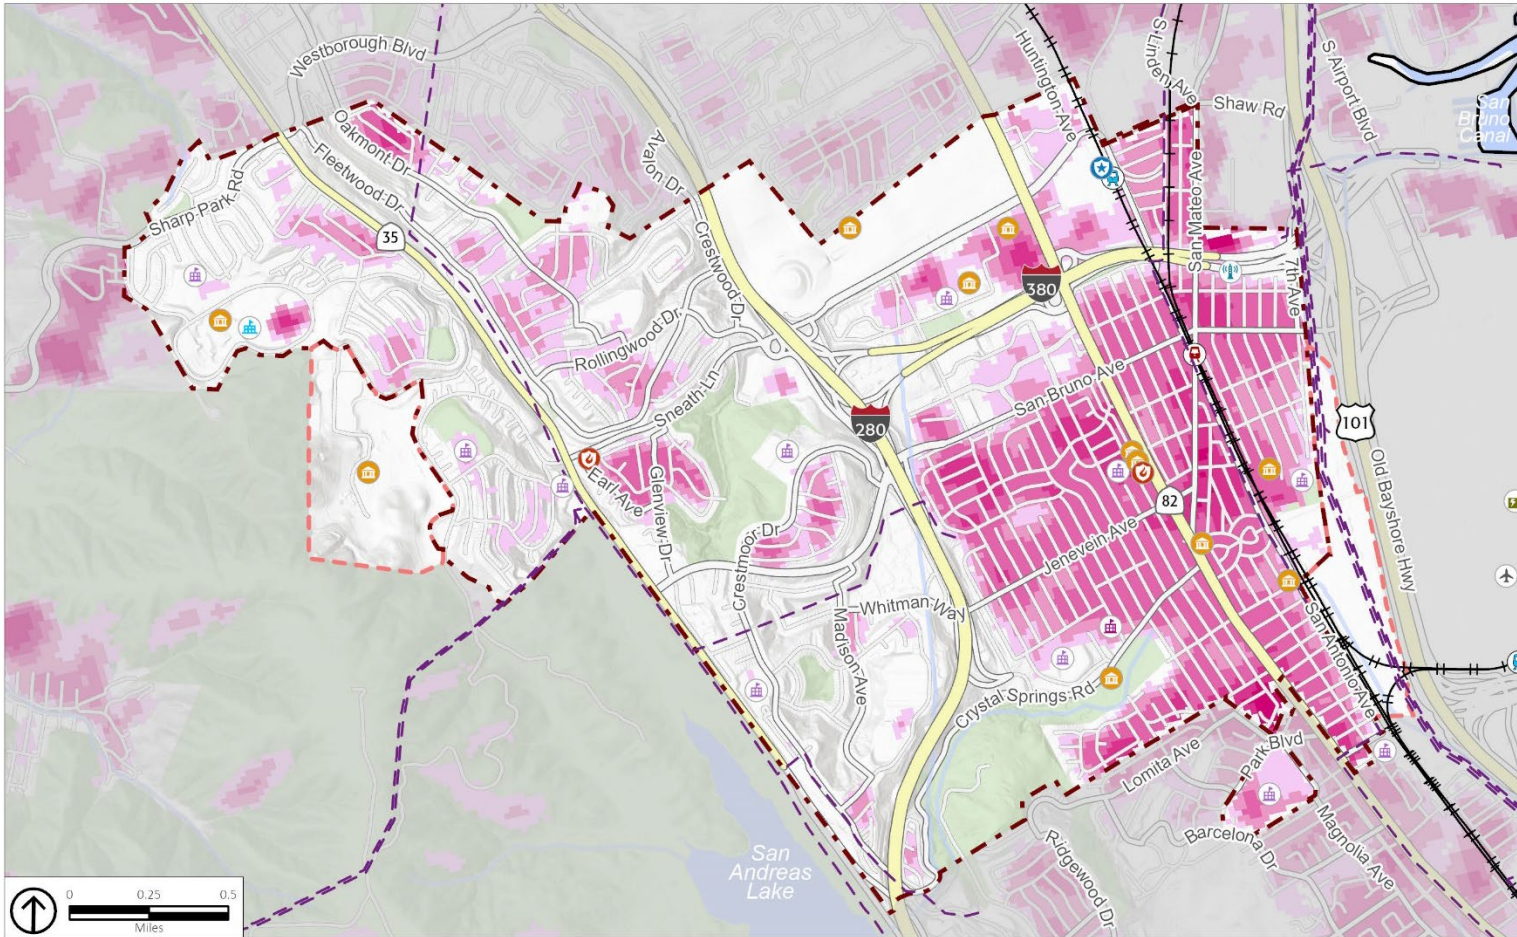 Westborough Blvd
Oakmont Dr
Fleetwood Dr
Sharp Park Rd
35
Avalon Dr
Crestwood Dr
Huntington Ave
S Linden Ave
Shaw Rd
S Airport Blvd
San
Bruno
Canal
San Mateo Ave
7th Ave
380
280
101
82
Rollingwood Dr
Sneath Ln
San Bruno Ave
Earl Ave
Glenview Dr
Crestmoor Dr
Jenevein Ave
Old Bayshore Hwy
Whitman Way
Madison Ave
Crystal Springs Rd
San Antonio Ave
Lomita Ave
Park Blvd
Barcelona Dr
Magnolia Ave
Ridgewood Dr
San
Andreas
Lake
0 0.25 0.5
Miles